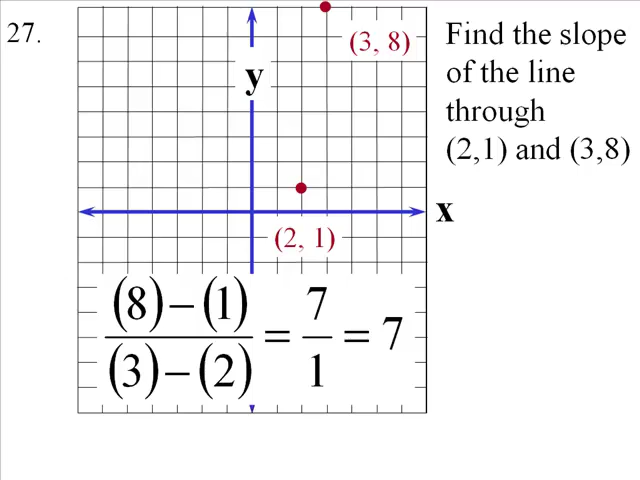 27.
(3, 8)
y
x
(2, 1)
Find the slope
of the line
through
(2,1) and (3,8)
(8) – (1) / (3) – (2) = 7 / 1 = 7